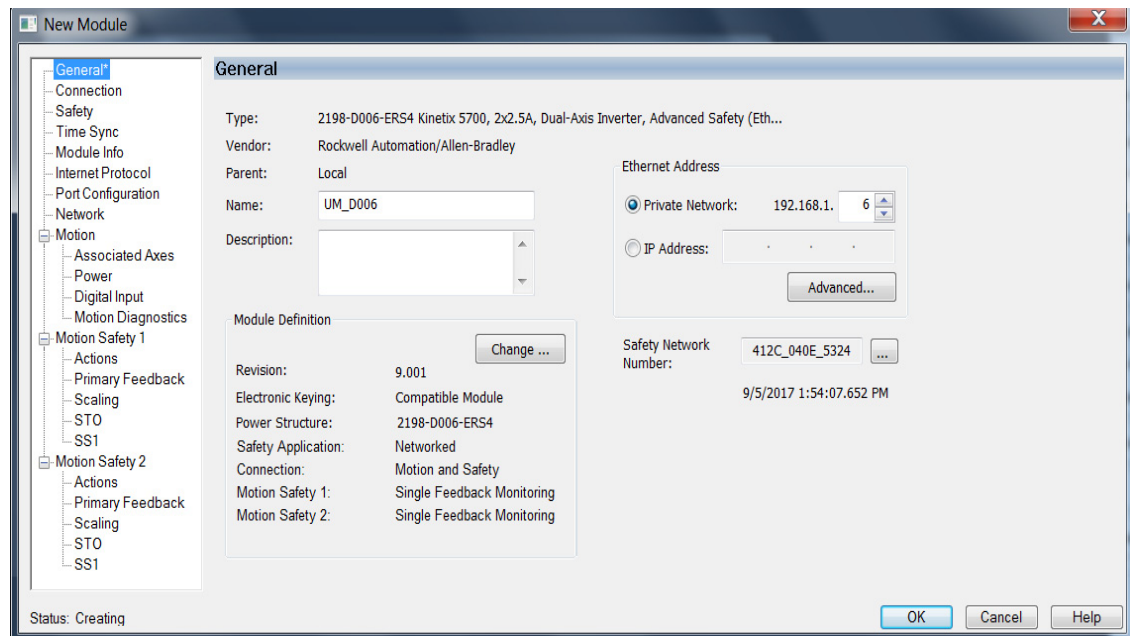 New Module
X
General*
Connection
Safety
Time Sync
Module Info
Internet Protocol
Port Configuration
Network
Motion
Associated Axes
Power
Digital Input
Motion Diagnostics
Motion Safety 1
Actions
Primary Feedback
Scaling
STO
SS1
Motion Safety 2
Actions
Primary Feedback
Scaling
STO
SS1
General
Type: 2198-D006-ERS4 Kinetix 5700, 2x2.5A, Dual-Axis Inverter, Advanced Safety (Eth...
Vendor: Rockwell Automation/Allen-Bradley
Parent: Local
Name: UM_D006
Description:
Module Definition
Change ...
Revision: 9.001
Electronic Keying: Compatible Module
Power Structure: 2198-D006-ERS4
Safety Application: Networked
Connection: Motion and Safety
Motion Safety 1: Single Feedback Monitoring
Motion Safety 2: Single Feedback Monitoring
Ethernet Address
Private Network: 192.168.1. 6
IP Address: . . .
Advanced...
Safety Network
Number: 412C_040E_5324 ...
9/5/2017 1:54:07.652 PM
Status: Creating
OK Cancel Help